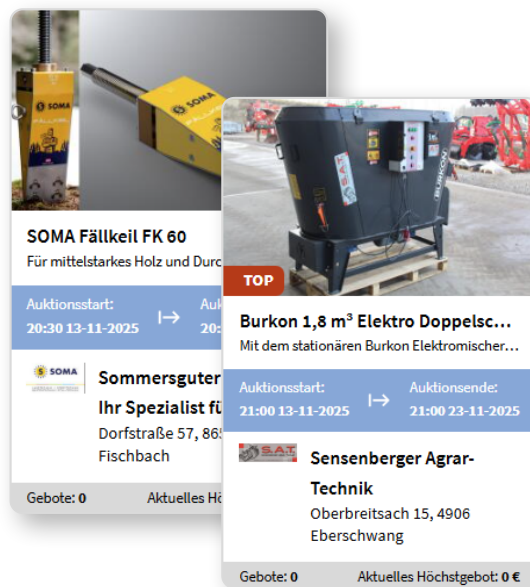 SOMA
SOMA
SOMA Fällkeil FK 60
Für mittelstarkes Holz und Durc
Auktionsstart:
20:30 13-11-2025
SOMA
Sommersguter
Ihr Spezialist fü
Dorfstraße 57,
Fischbach
Gebote: 0
Aktuelles
S.A.T.
BURKON
TOP
Burkon 1,8 m³ Elektro Doppelsc...
Mit dem stationären Burkon Elektromischer...
Auktionsstart: Auktionsende:
21:00 13-11-2025 21:00 23-11-2025
S.A.T.
Sensenberger Agrar-
Technik
Oberbreitsach 15, 4906
Eberschwang
Gebote: 0 Aktuelles Höchstgebot: 0 €